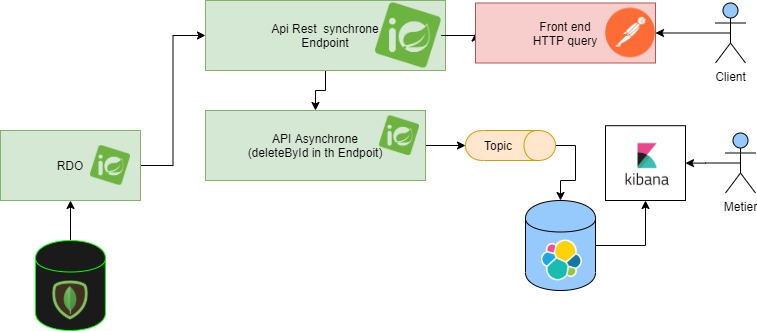 Api Rest synchrone
Endpoint
Front end
HTTP query
Client
API Asynchrone
(deleteById in th Endpoit)
Topic
RDO
kibana
Metier